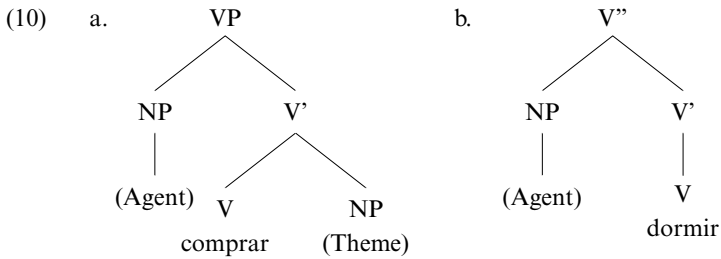 (10) a. VP b. V”
NP V’ NP V’
(Agent) V NP (Agent) V
comprar (Theme) dormir